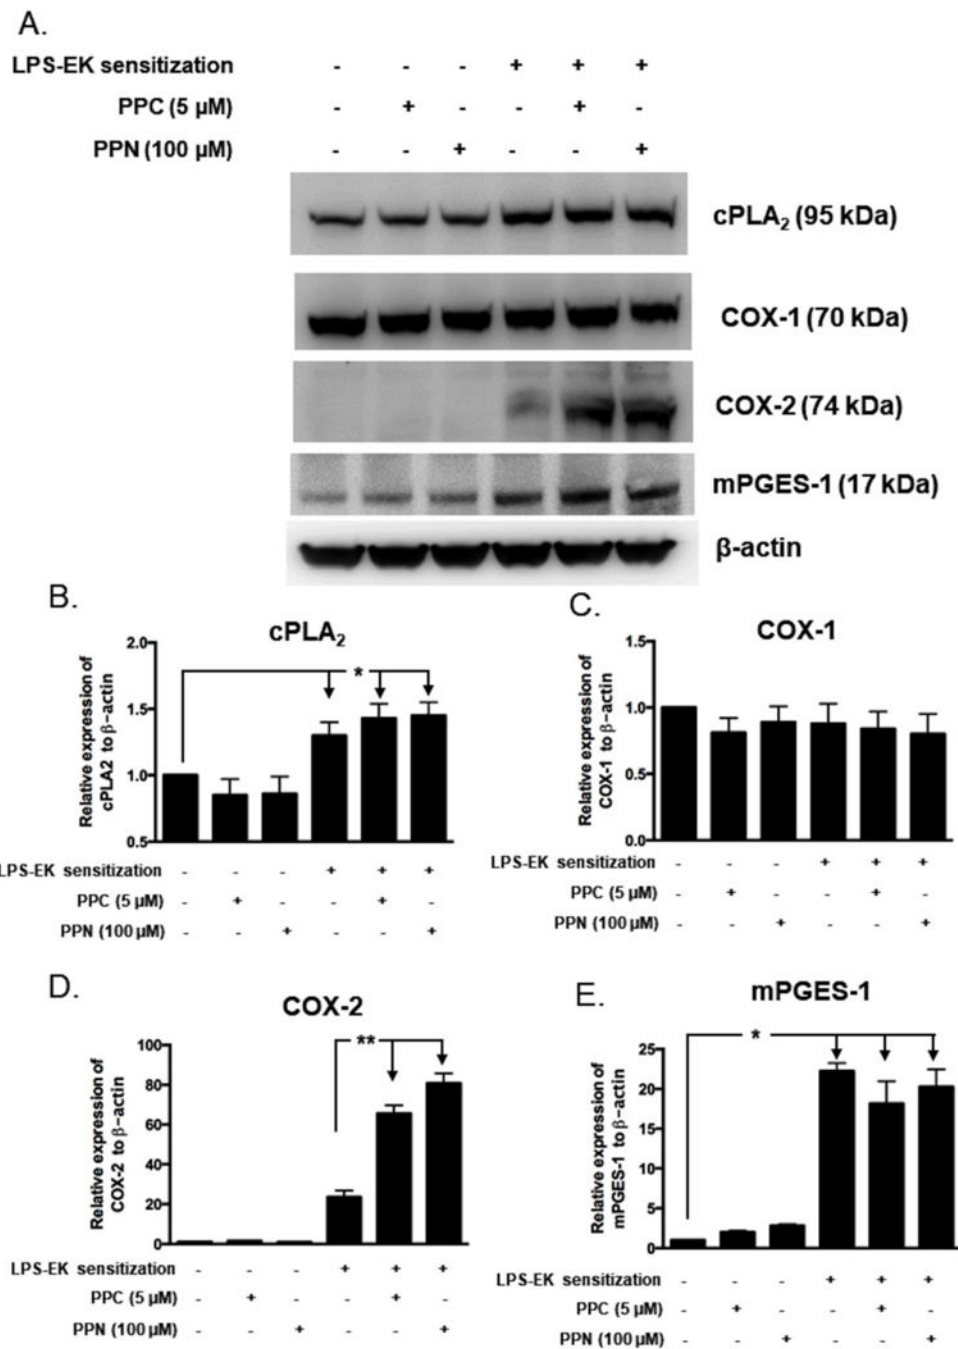 A.
LPS-EK sensitization - - - + + +
PPC (5 µM) - + - - + -
PPN (100 µM) - - + - - +
cPLA2 (95 kDa)
COX-1 (70 kDa)
COX-2 (74 kDa)
mPGES-1 (17 kDa)
β-actin
B.
cPLA2
Relative expression of
cPLA2 to β-actin
2.0
1.5
1.0
0.5
*
LPS-EK sensitization - - - + + +
PPC (5 µM) - + - - + -
PPN (100 µM) - - + - - +
C.
COX-1
Relative expression of
COX-1 to β-actin
1.5
1.0
0.5
0.0
LPS-EK sensitization - - - + + +
PPC (5 µM) - + - - + -
PPN (100 µM) - - + - - +
D.
COX-2
Relative expression of
COX-2 to β-actin
100
80
60
40
20
0
**
LPS-EK sensitization - - - + + +
PPC (5 µM) - + - - + -
PPN (100 µM) - - + - - +
E.
mPGES-1
Relative expression of
mPGES-1 to β-actin
25
20
15
10
5
0
*
LPS-EK sensitization - - - + + +
PPC (5 µM) - + - - + -
PPN (100 µM) - - + - - +